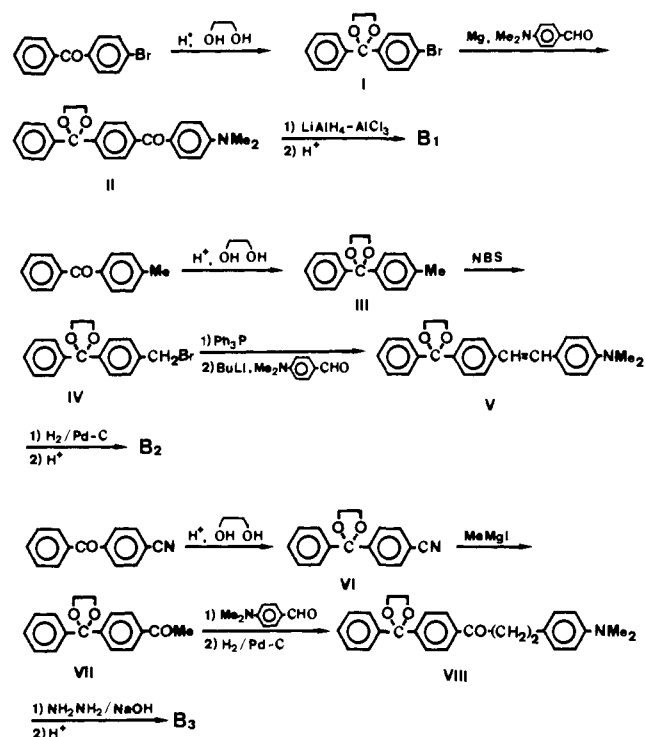 CO Br H⁺, OH OH O O C Br Mg, Me₂N CHO
I
O O C CO NMe₂ 1) LiAlH₄-AlCl₃ B₁
2) H⁺
II
CO Me H⁺, OH OH O O C Me NBS
III
O O C CH₂Br 1) Ph₃P O O C CH=CH NMe₂
2) BuLi, Me₂N CHO
IV V
1) H₂/Pd-C B₂
2) H⁺
CO CN H⁺, OH OH O O C CN MeMgI
VI
O O C COMe 1) Me₂N CHO O O C CO(CH₂)₂ NMe₂
2) H₂/Pd-C
VII VIII
1) NH₂NH₂/NaOH B₃
2) H⁺